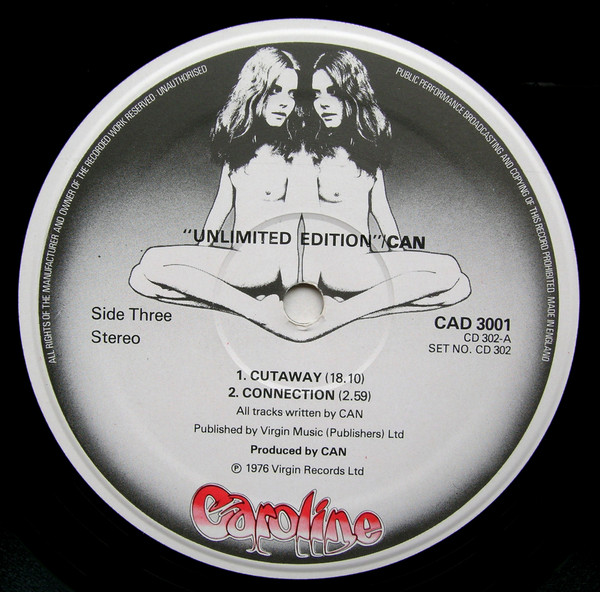 ALL RIGHTS OF THE MANUFACTURER AND OWNER OF THE RECORDED WORK RESERVED UNAUTHORISED
PUBLIC PERFORMANCE BROADCASTING AND COPYING OF THIS RECORD PROHIBITED. MADE IN ENGLAND
"UNLIMITED EDITION"/CAN
Side Three
Stereo
CAD 3001
CD 302-A
SET NO. CD 302
1. CUTAWAY (18.10)
2. CONNECTION (2.59)
All tracks written by CAN
Published by Virgin Music (Publishers) Ltd
Produced by CAN
℗ 1976 Virgin Records Ltd
Caroline